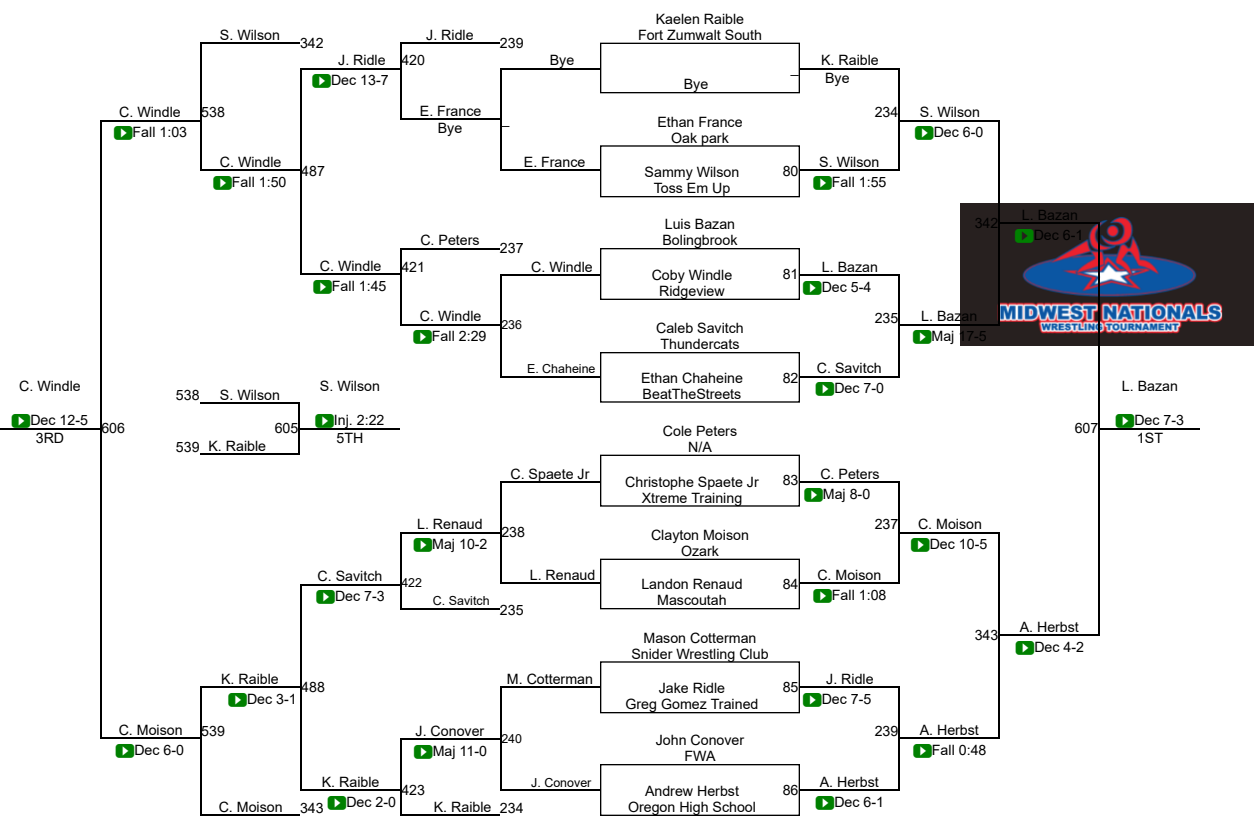 Kaelen Raible
Fort Zumwalt South
S. Wilson 342 J. Ridle 239
J. Ridle 420 Bye K. Raible
Dec 13-7 Bye Bye
C. Windle 538 E. France 234 S. Wilson
Fall 1:03 Bye Ethan France Dec 6-0
Oak park
C. Windle 487 E. France Sammy Wilson 80 S. Wilson
Fall 1:50 Toss Em Up Fall 1:55
Luis Bazan 342 L. Bazan
C. Peters 237 Bolingbrook Dec 6-1
C. Windle 421 C. Windle Coby Windle 81 L. Bazan
Fall 1:45 Ridgeview Dec 5-4
C. Windle 236 Caleb Savitch 235 L. Bazan MIDWEST NATIONALS
Fall 2:29 Thundercats Maj 17-5 WRESTLING TOURNAMENT
E. Chaheine Ethan Chaheine 82 C. Savitch
BeatTheStreets Dec 7-0
C. Windle 538 S. Wilson S. Wilson L. Bazan
Dec 12-5 606 605 Inj. 2:22 607 Dec 7-3
3RD 539 K. Raible 5TH 1ST
Cole Peters
N/A
C. Spaete Jr Christophe Spaete Jr 83 C. Peters
Xtreme Training Maj 8-0
L. Renaud 238 Clayton Moison 237 C. Moison
Maj 10-2 Ozark Dec 10-5
C. Savitch 422 L. Renaud Landon Renaud 84 C. Moison
Dec 7-3 C. Savitch 235 Mascoutah Fall 1:08
Mason Cotterman 343 A. Herbst
Snider Wrestling Club Dec 4-2
K. Raible 488 M. Cotterman Jake Ridle 85 J. Ridle
Dec 3-1 Greg Gomez Trained Dec 7-5
C. Moison 539 J. Conover 240 John Conover 239 A. Herbst
Dec 6-0 Maj 11-0 FWA Fall 0:48
K. Raible 423 J. Conover Andrew Herbst 86 A. Herbst
C. Moison 343 Dec 2-0 K. Raible 234 Oregon High School Dec 6-1